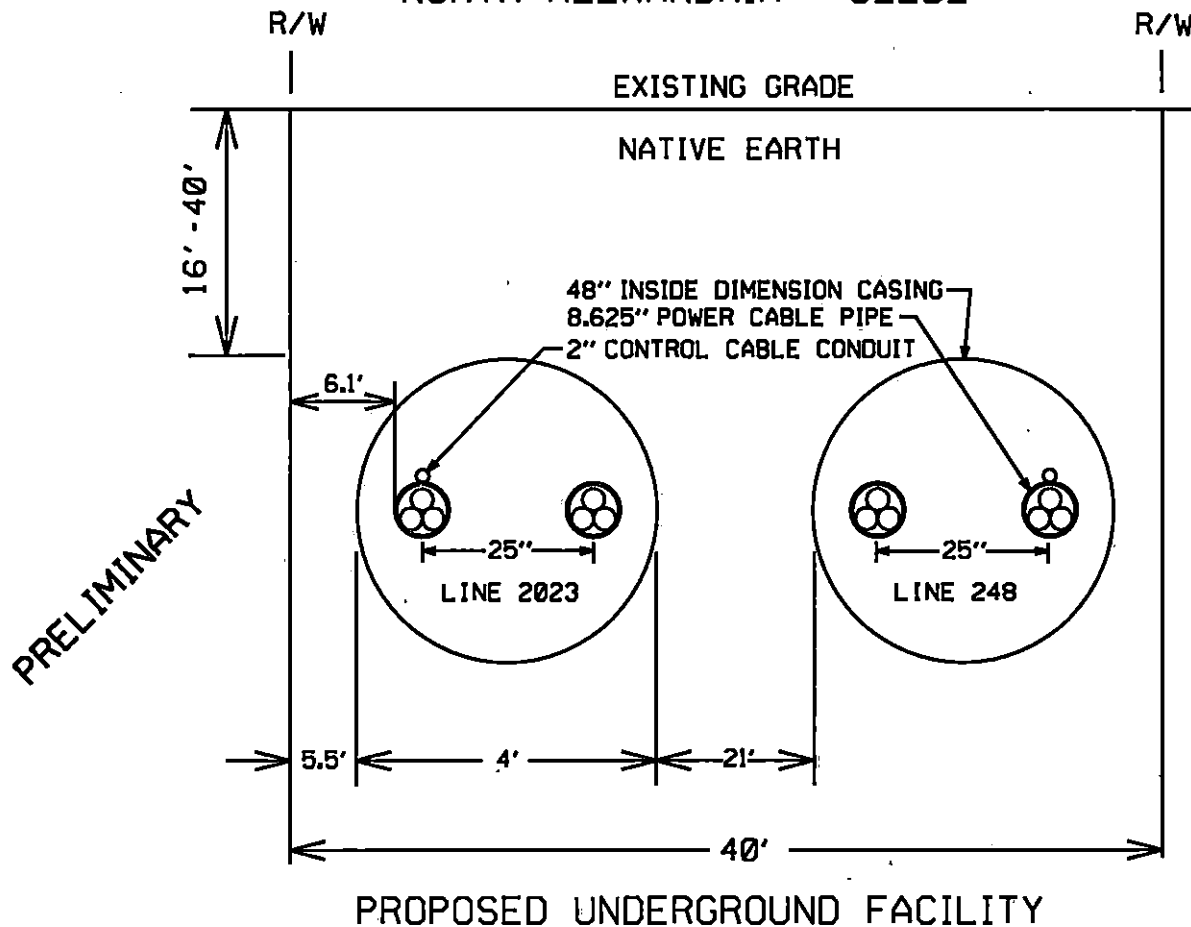 R/W
R/W
EXISTING GRADE
NATIVE EARTH
16'-40'
48" INSIDE DIMENSION CASING
8.625" POWER CABLE PIPE
2" CONTROL CABLE CONDUIT
6.1'
25"
25"
LINE 2023
LINE 248
PRELIMINARY
5.5'
4'
21'
40'
PROPOSED UNDERGROUND FACILITY